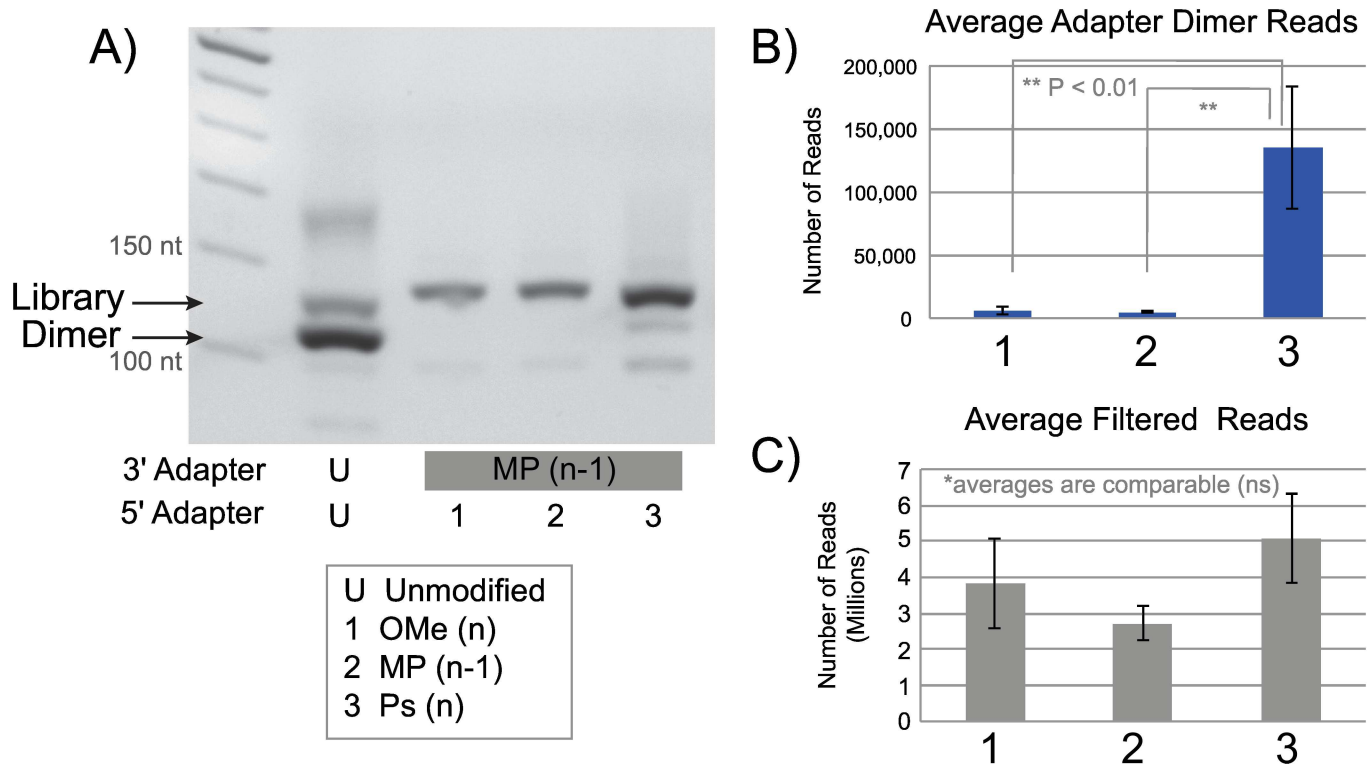 A)
150 nt
Library
Dimer
100 nt
3' Adapter U MP (n-1)
5' Adapter U 1 2 3
U Unmodified
1 OMe (n)
2 MP (n-1)
3 Ps (n)
B)
Average Adapter Dimer Reads
Number of Reads
200,000
150,000
100,000
50,000
0
** P < 0.01
**
1 2 3
C)
Average Filtered Reads
Number of Reads
(Millions)
7
6
5
4
3
2
1
0
*averages are comparable (ns)
1 2 3